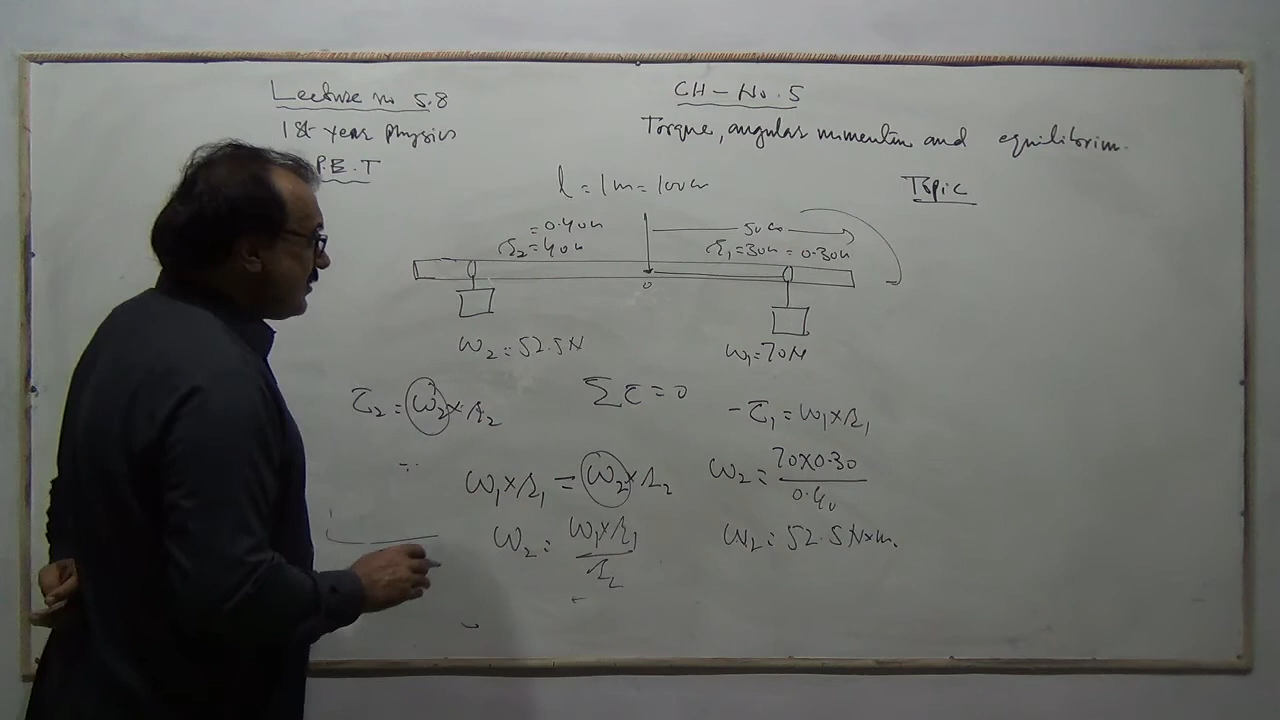 Lecture no 5.8
1st year physics
P.B.T
CH-No.5
Torque, angular momentum and equilibrium.
Topic
l = 1m = 100cm
= 0.40m
r2 = 40cm
50cm
r1 = 30cm = 0.30m
0
W2 = 52.5N
W1 = 70N
τ2 = W2 x r2
Στ = 0
- τ1 = W1 x r1
W1 x r1 = W2 x r2
W2 = 70x0.30 / 0.40
W2 = W1 x r1 / r2
W2 = 52.5 Nxm.